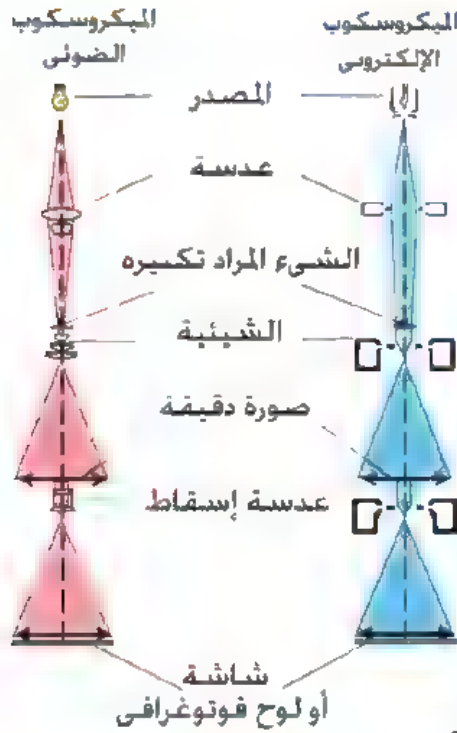 الميكروسكوب
الإلكترونى
الميكروسكوب
الضوئى
المصدر
عدسة
الشىء المراد تكبيره
الشيئية
صورة دقيقة
عدسة إسقاط
شاشة
أو لوح فوتوغرافى